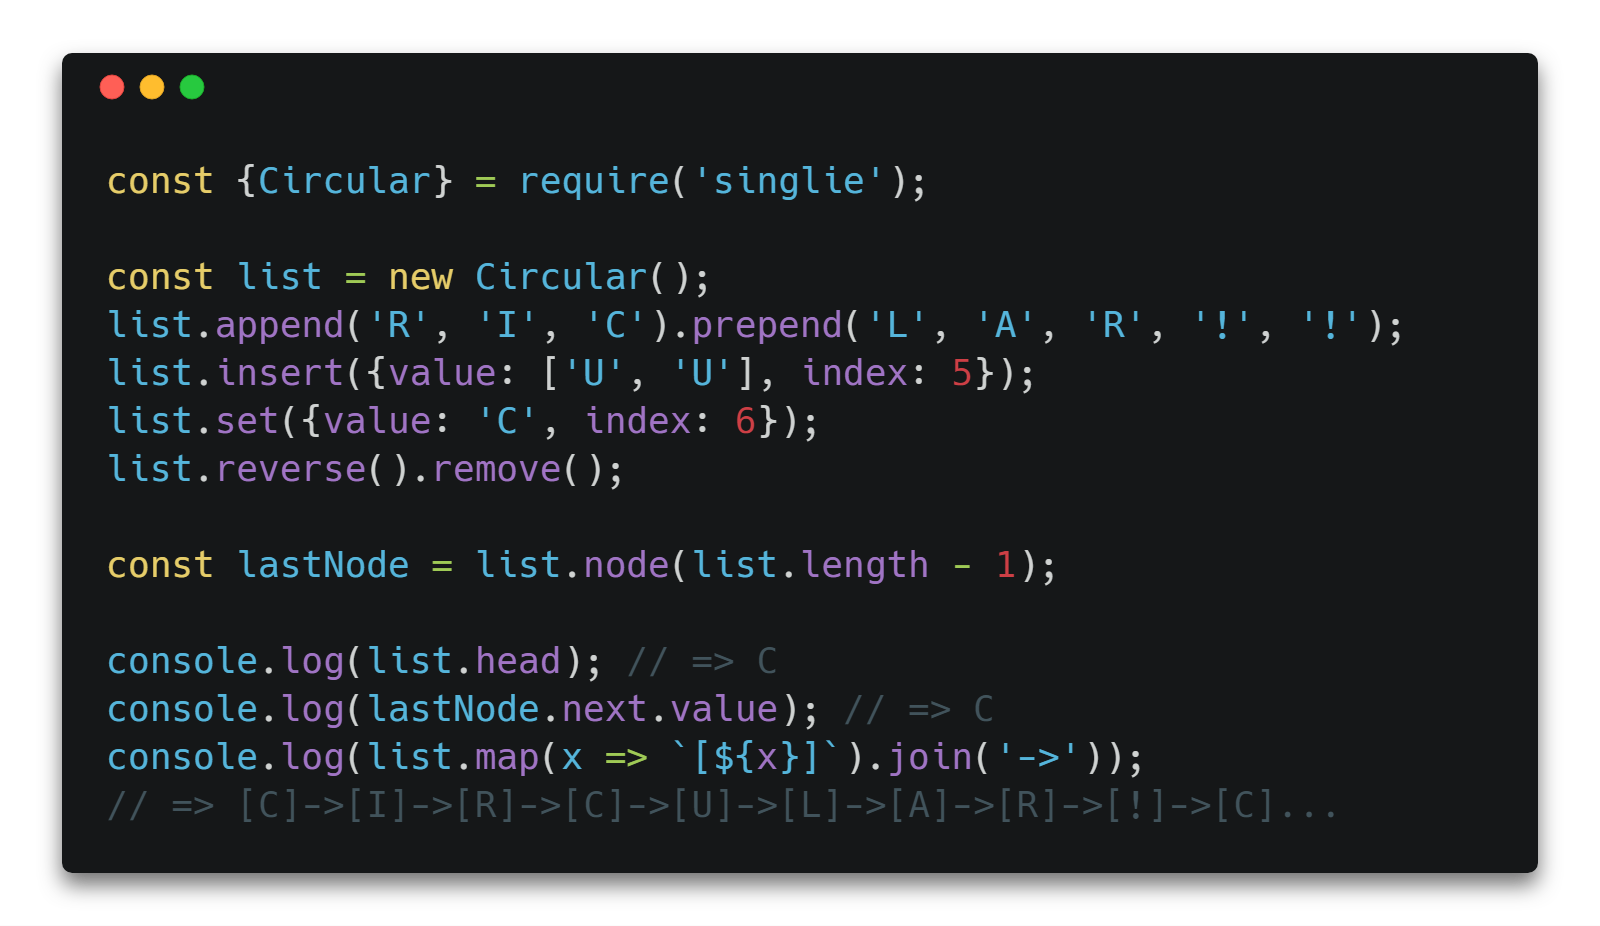 const {Circular} = require('singlie');
const list = new Circular();
list.append('R', 'I', 'C').prepend('L', 'A', 'R', '!', '!');
list.insert({value: ['U', 'U'], index: 5});
list.set({value: 'C', index: 6});
list.reverse().remove();
const lastNode = list.node(list.length - 1);
console.log(list.head); // => C
console.log(lastNode.next.value); // => C
console.log(list.map(x => `[${x}]`).join('->'));
// => [C]->[I]->[R]->[C]->[U]->[L]->[A]->[R]->[!]->[C]...